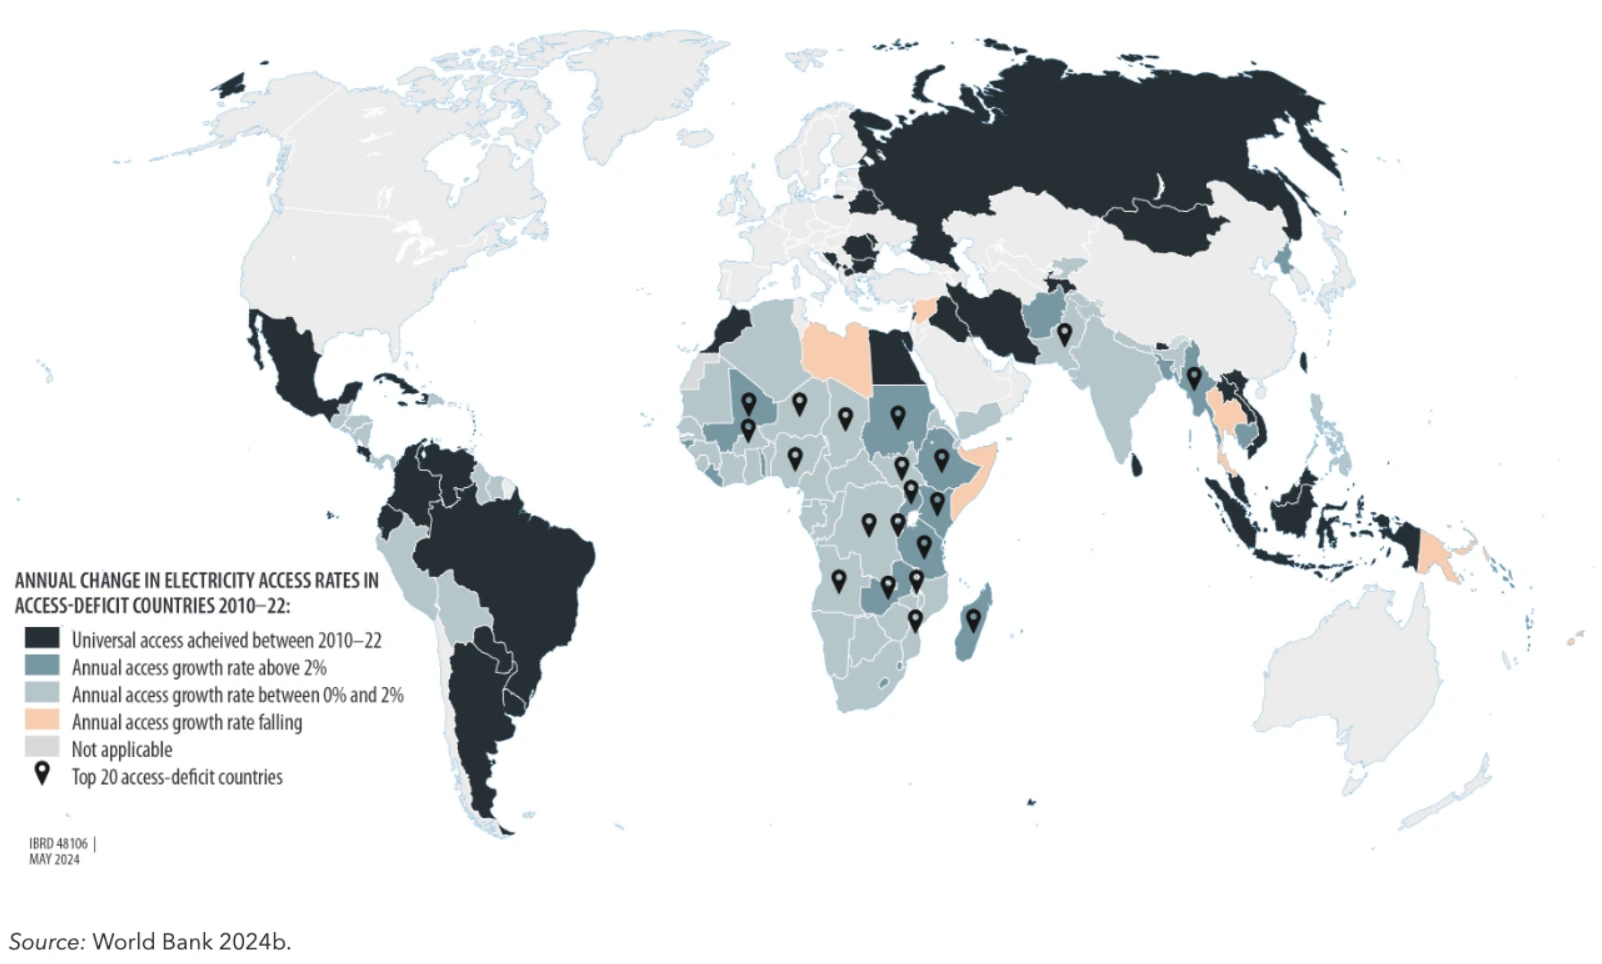 ANNUAL CHANGE IN ELECTRICITY ACCESS RATES IN
ACCESS-DEFICIT COUNTRIES 2010–22:
Universal access acheived between 2010–22
Annual access growth rate above 2%
Annual access growth rate between 0% and 2%
Annual access growth rate falling
Not applicable
Top 20 access-deficit countries
IBRD 48106 |
MAY 2024
Source: World Bank 2024b.